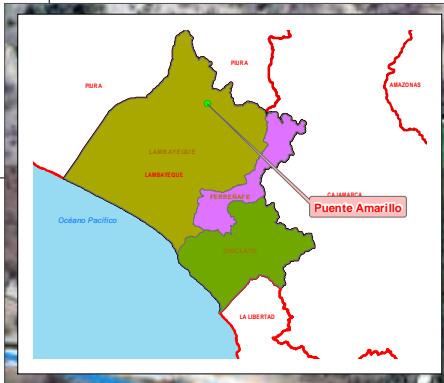 PIURA
PIURA
AMAZONAS
LAMBAYEQUE
LAMBAYEQUE
FERREÑAFE
CAJAMARCA
Puente Amarillo
Océano Pacífico
CHICLAYO
LA LIBERTAD